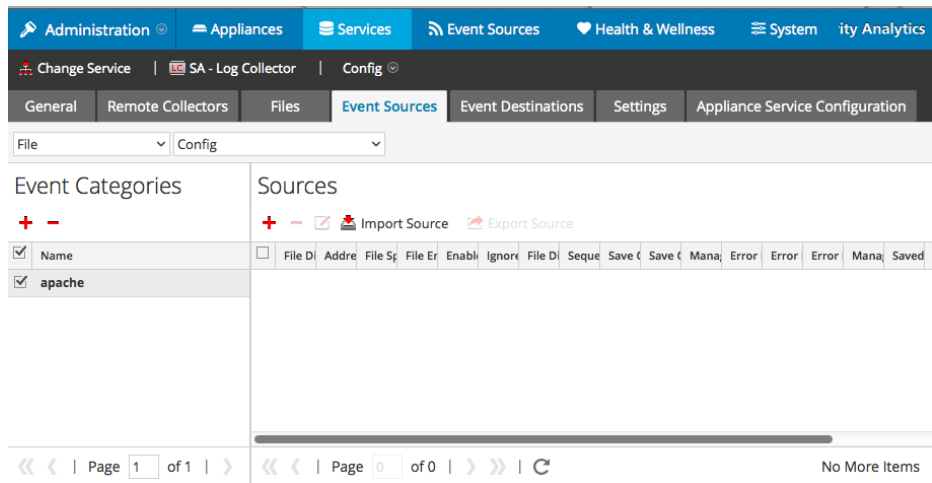 Administration Appliances Services Event Sources Health & Wellness System ity Analytics
Change Service | LC SA - Log Collector | Config
General Remote Collectors Files Event Sources Event Destinations Settings Appliance Service Configuration
File Config
Event Categories Sources
Import Source Export Source
Name File Di Addre File Sp File En Enabl Ignore File Di Seque Save C Save C Mana Error Error Error Mana Saved
apache
| Page 1 of 1 | | Page 0 of 0 | | No More Items